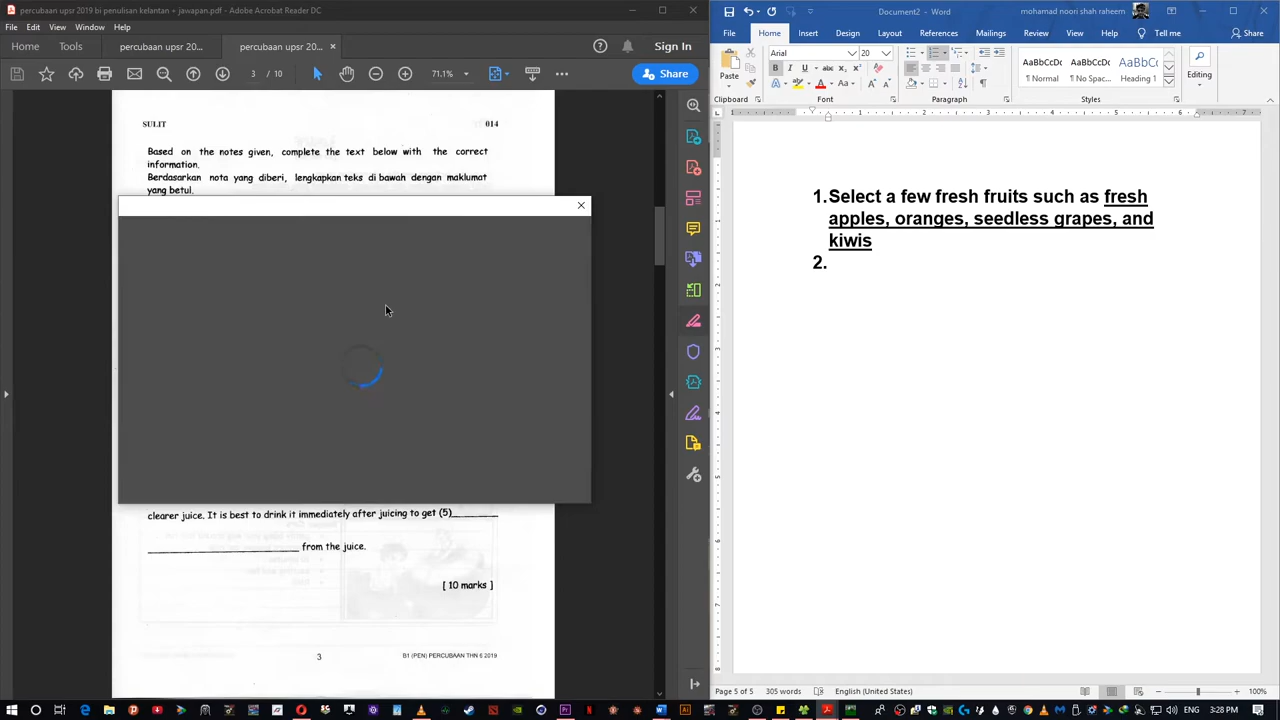 percubaan upsr 2019 bi penulisan kelantan + jawapan.pdf - Adobe Acrobat Reader DC
File Edit View Window Help
Home
percubaan upsr 20...
percubaan upsr 20...
Sign In
/ 10
71.1%
Share
SULIT
014
Based on the notes given, complete the text below with the correct
information.
Berdasarkan nota yang diberi, lengkapkan teks di bawah dengan maklumat
yang betul.
clearer juice. It is best to drink it immediately after juicing to get (5)
from the juice.
[ 10 marks ]
3
B1 (PEN) PERCUBAAN THN 6 2019
Document2 - Word
mohamad noori shah raheem
File Home Insert Design Layout References Mailings Review View Tell me Share
Paste
Arial
20
AaBbCcDc
¶ Normal
AaBbCcDc
¶ No Spac...
AaBbCc
Heading 1
Editing
Clipboard
Font
Paragraph
Styles
1. Select a few fresh fruits such as fresh
apples, oranges, seedless grapes, and
kiwis
2.
Page 5 of 5
305 words
English (United States)
100%
ENG
2:28 PM